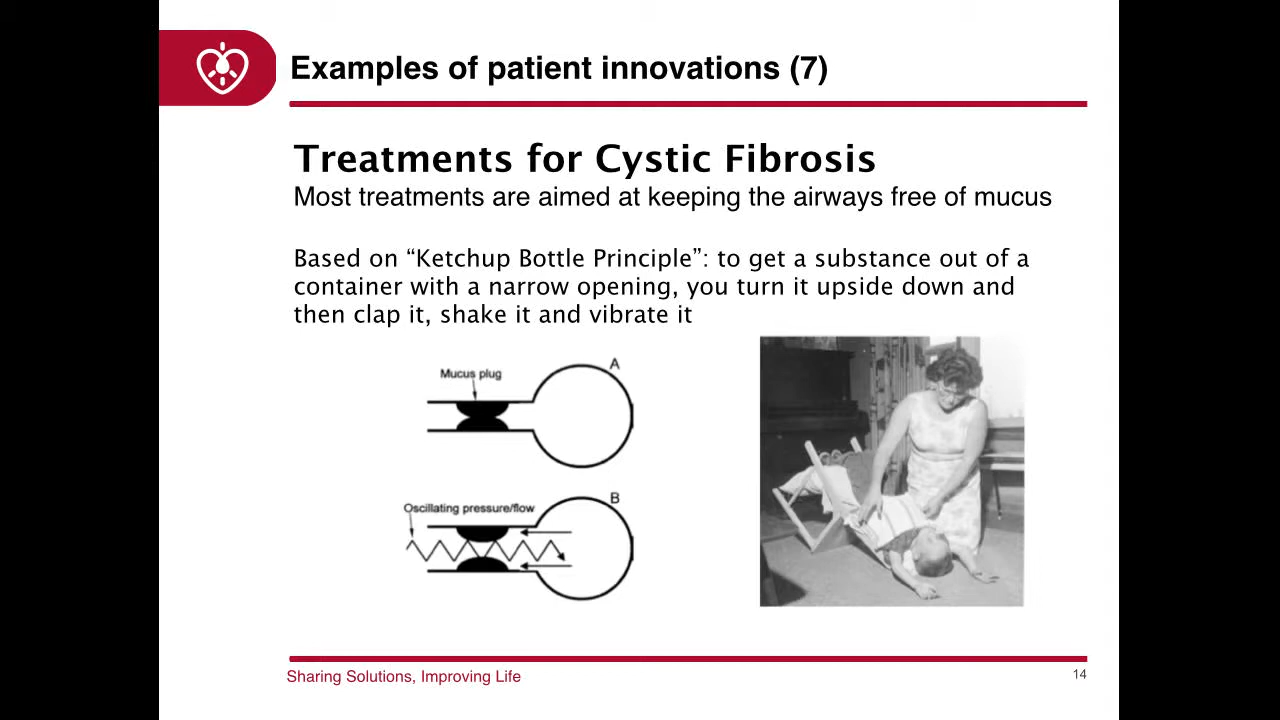 Examples of patient innovations (7)
Treatments for Cystic Fibrosis
Most treatments are aimed at keeping the airways free of mucus
Based on “Ketchup Bottle Principle”: to get a substance out of a
container with a narrow opening, you turn it upside down and
then clap it, shake it and vibrate it
A
Mucus plug
B
Oscillating pressure/flow
Sharing Solutions, Improving Life
14